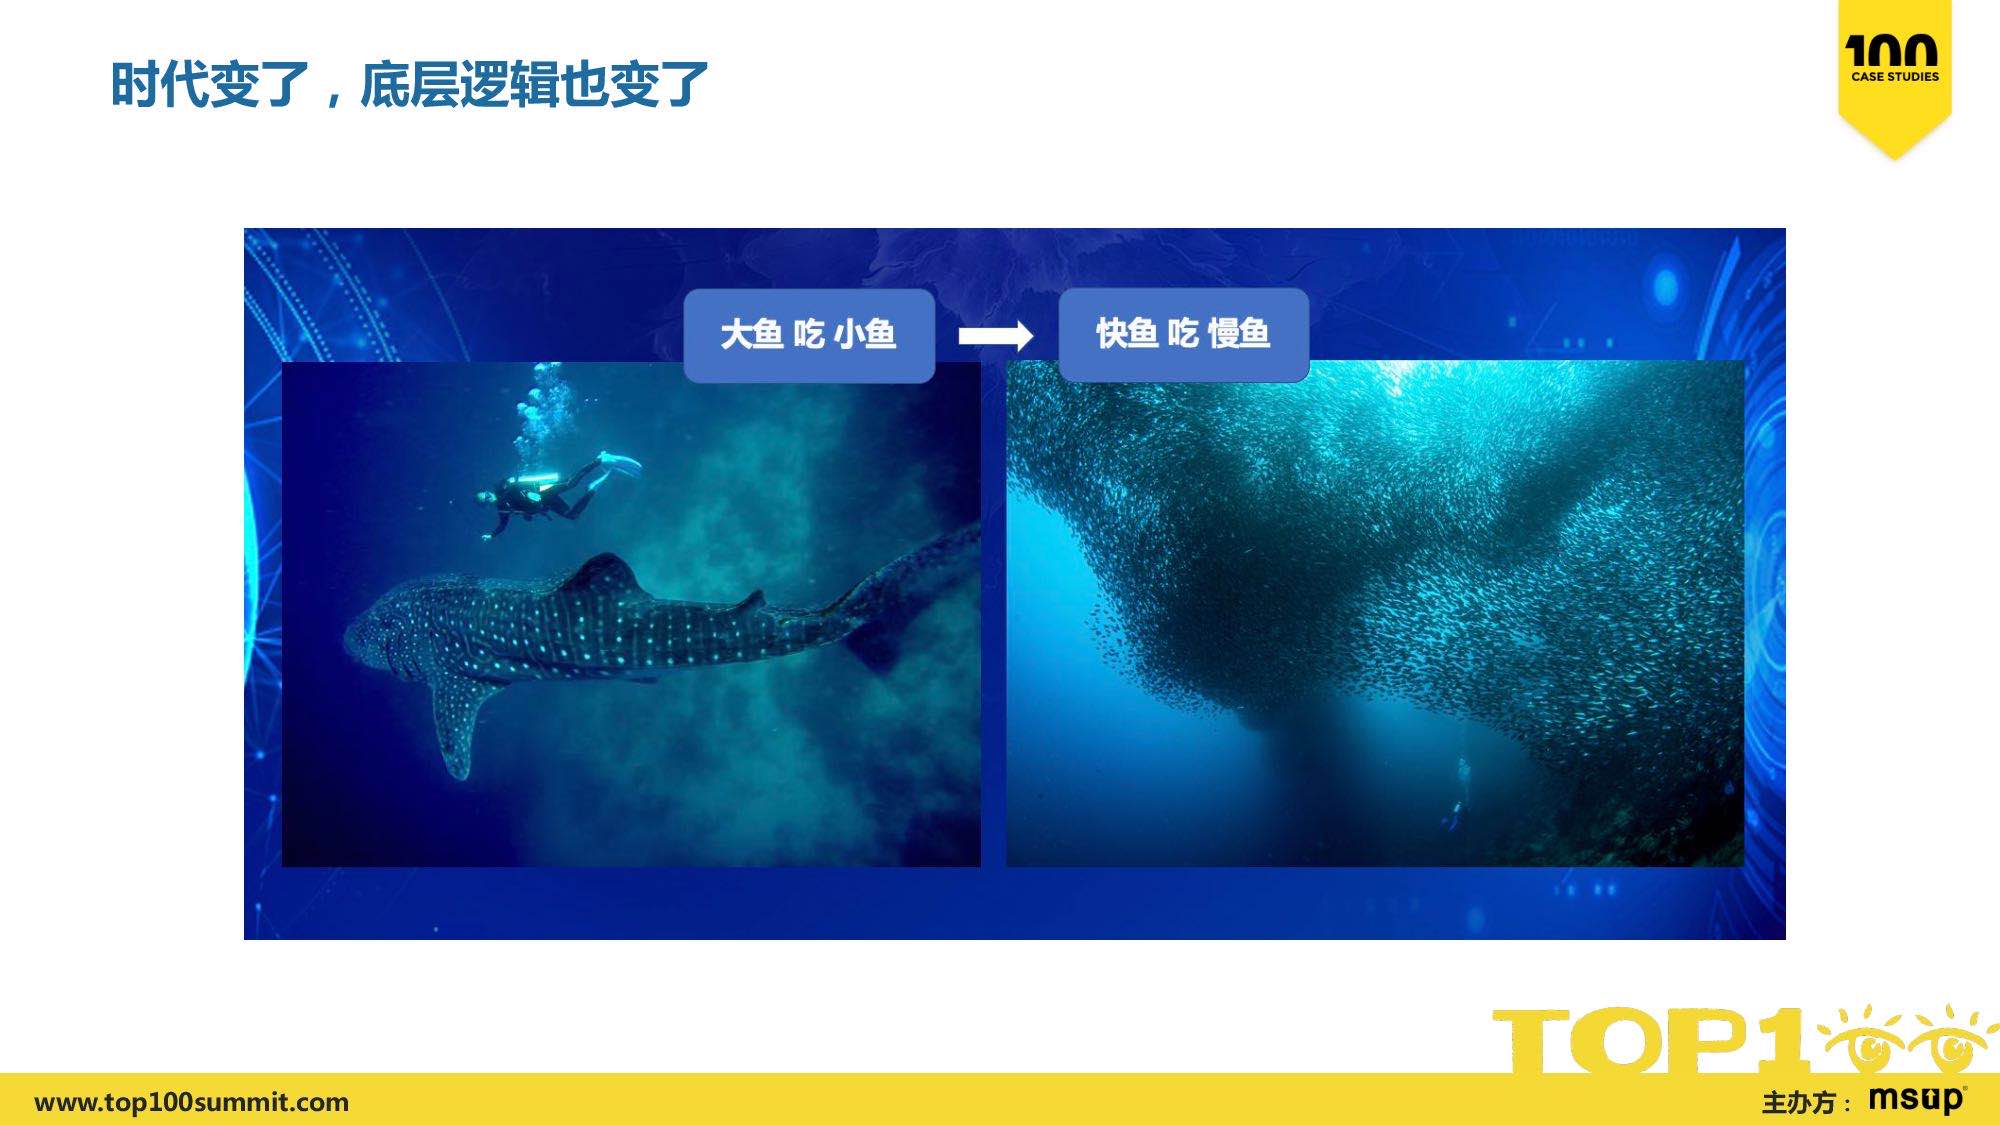 时代变了，底层逻辑也变了
100
CASE STUDIES
大鱼 吃 小鱼
快鱼 吃 慢鱼
TOP100
www.top100summit.com
主办方：msup®